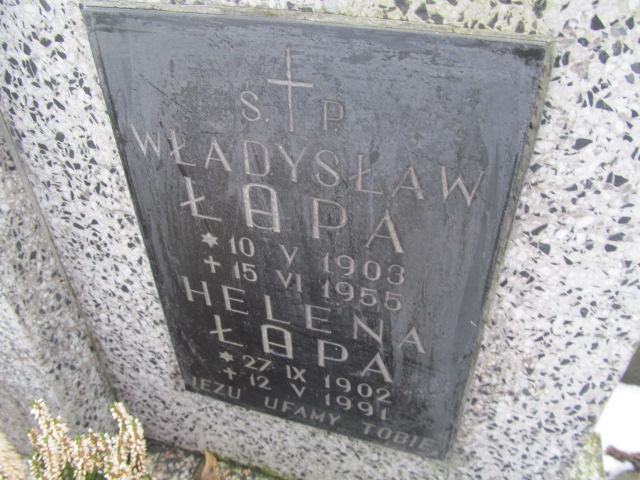 Ś. P.
WŁADYSŁAW
ŁAPA
* 10 V 1903
+ 15 VI 1955
HELENA
ŁAPA
* 27 IX 1902
+ 12 V 1991
JEZU UFAMY TOBIE